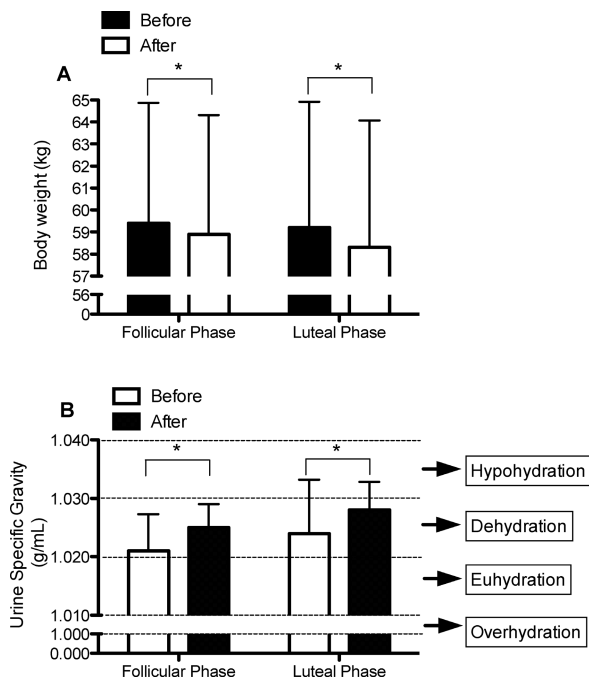 Before
After
A
*
*
Body weight (kg)
65
64
63
62
61
60
59
58
57
56
0
Follicular Phase
Luteal Phase
Before
After
B
*
*
Urine Specific Gravity
(g/mL)
1.040
1.030
1.020
1.010
1.000
0.000
Hypohydration
Dehydration
Euhydration
Overhydration
Follicular Phase
Luteal Phase